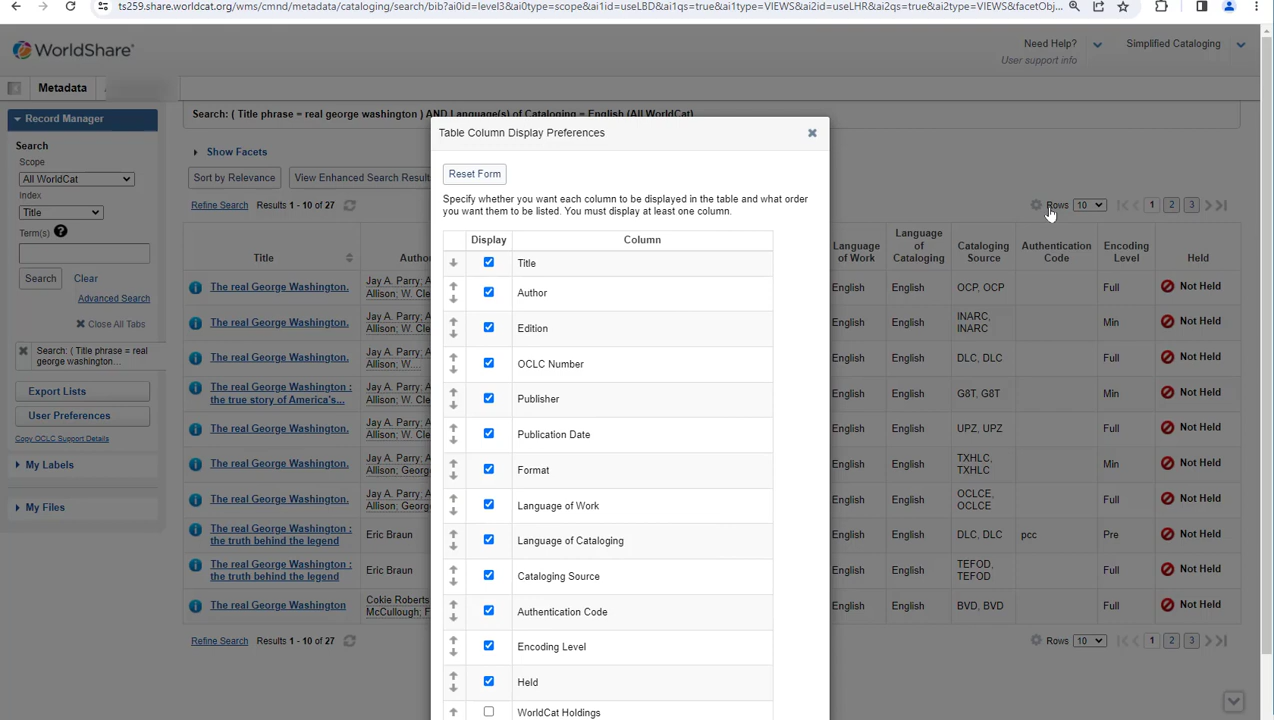 ts259.share.worldcat.org/wms/cmnd/metadata/cataloging/search/bib?ai0id=level3&ai0type=scope&ai1id=useLBD&ai1qs=true&ai1type=VIEWS&ai2id=useLHR&ai2qs=true&ai2type=VIEWS&facetObj...
WorldShare®
Need Help?
User support info
Simplified Cataloging
Metadata
Record Manager
Search
Scope
All WorldCat
Index
Title
Term(s)
Search Clear
Advanced Search
Close All Tabs
Search: ( Title phrase = real
george washington...
Export Lists
User Preferences
Copy OCLC Support Details
My Labels
My Files
Search: ( Title phrase = real george washington ) AND Language(s) of Cataloging = English (All WorldCat)
Show Facets
Sort by Relevance View Enhanced Search Results
Refine Search Results 1 - 10 of 27
Rows 10 1 2 3
Title
Author
Language
of Work
Language
of
Cataloging
Cataloging
Source
Authentication
Code
Encoding
Level
Held
The real George Washington. Jay A. Parry;
Allison; W. Cle
English English OCP, OCP Full Not Held
The real George Washington. Jay A. Parry;
Allison; W. Cle
English English INARC,
INARC
Min Not Held
The real George Washington. Jay A. Parry;
Allison; W....
English English DLC, DLC Full Not Held
The real George Washington :
the true story of America's...
Jay A. Parry;
Allison; W. Cle
English English G8T, G8T Min Not Held
The real George Washington. Jay A. Parry;
Allison; W. Cle
English English UPZ, UPZ Full Not Held
The real George Washington. Jay A. Parry;
Allison; Georg
English English TXHLC,
TXHLC
Min Not Held
The real George Washington. Jay A. Parry;
Allison; Georg
English English OCLCE,
OCLCE
Full Not Held
The real George Washington :
the truth behind the legend
Eric Braun
English English DLC, DLC pcc Pre Not Held
The real George Washington :
the truth behind the legend
Eric Braun
English English TEFOD,
TEFOD
Full Not Held
The real George Washington Cokie Roberts
McCullough; F
English English BVD, BVD Full Not Held
Refine Search Results 1 - 10 of 27
Rows 10 1 2 3
Table Column Display Preferences
Reset Form
Specify whether you want each column to be displayed in the table and what order
you want them to be listed. You must display at least one column.
Display Column
Title
Author
Edition
OCLC Number
Publisher
Publication Date
Format
Language of Work
Language of Cataloging
Cataloging Source
Authentication Code
Encoding Level
Held
WorldCat Holdings